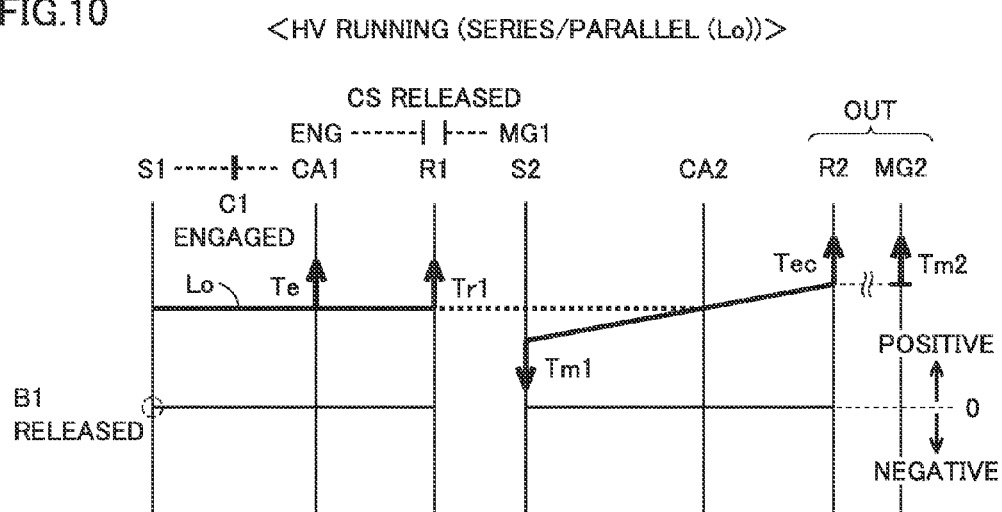 FIG.10
<HV RUNNING (SERIES/PARALLEL (Lo))>
CS RELEASED
ENG MG1
OUT
S1 CA1 R1 S2 CA2 R2 MG2
C1
ENGAGED
Lo Te Tr1 Tec Tm2
Tm1
POSITIVE
B1
RELEASED
0
NEGATIVE